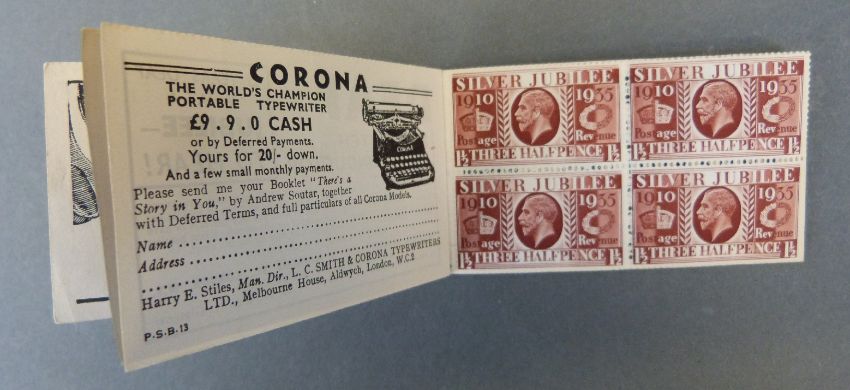 CORONA
THE WORLD'S CHAMPION
PORTABLE TYPEWRITER
£9.9.0 CASH
or by Deferred Payments.
Yours for 20/- down.
And a few small monthly payments.
Please send me your Booklet "There's a
Story in You," by Andrew Soutar, together
with Deferred Terms, and full particulars of all Corona Models.
Name
Address
Harry E. Stiles, Man. Dir., L. C. SMITH & CORONA TYPEWRITERS
LTD., Melbourne House, Aldwych, London, W.C.2
P.S.B-13
CORONA
SILVER JUBILEE
1910 1935
Postage Revenue
1½ THREE HALFPENCE 1½
SILVER JUBILEE
1910 1935
Postage Revenue
1½ THREE HALFPENCE 1½
SILVER JUBILEE
1910 1935
Postage Revenue
1½ THREE HALFPENCE 1½
SILVER JUBILEE
1910 1935
Postage Revenue
1½ THREE HALFPENCE 1½